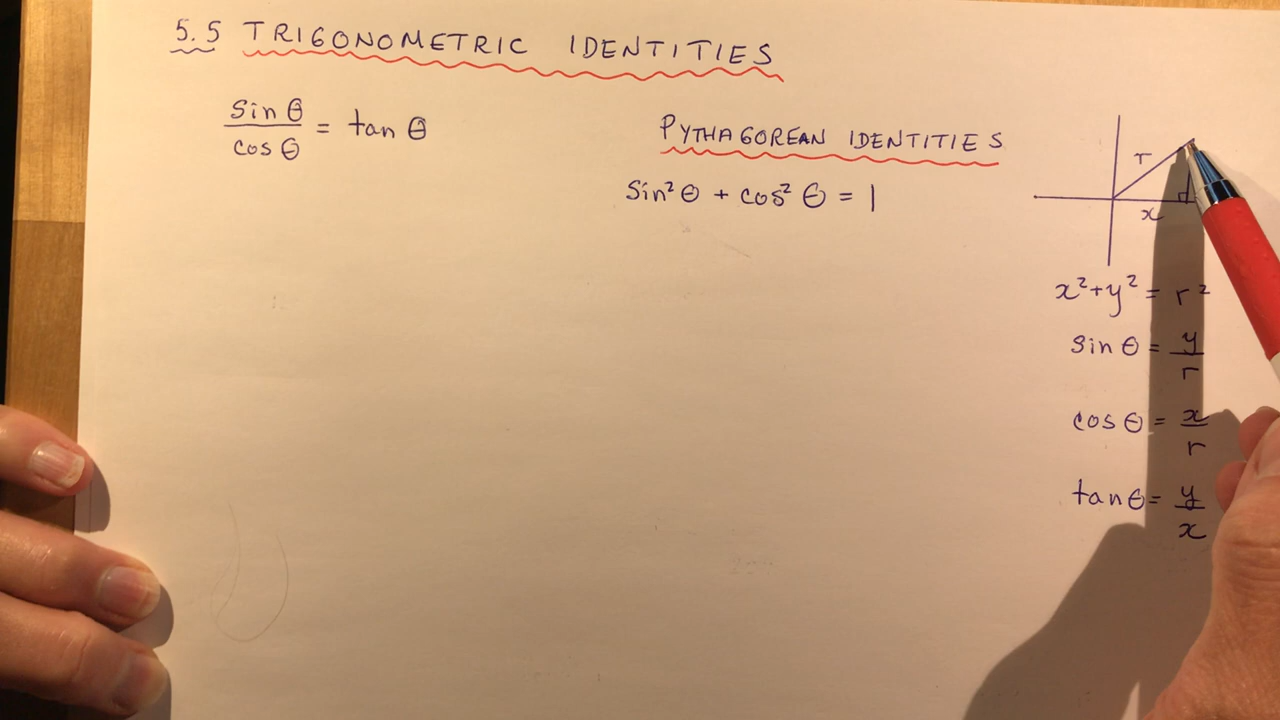 5.5 TRIGONOMETRIC IDENTITIES
sin θ / cos θ = tan θ
PYTHAGOREAN IDENTITIES
sin² θ + cos² θ = 1
r
x
x² + y² = r²
sin θ = y / r
cos θ = x / r
tan θ = y / x